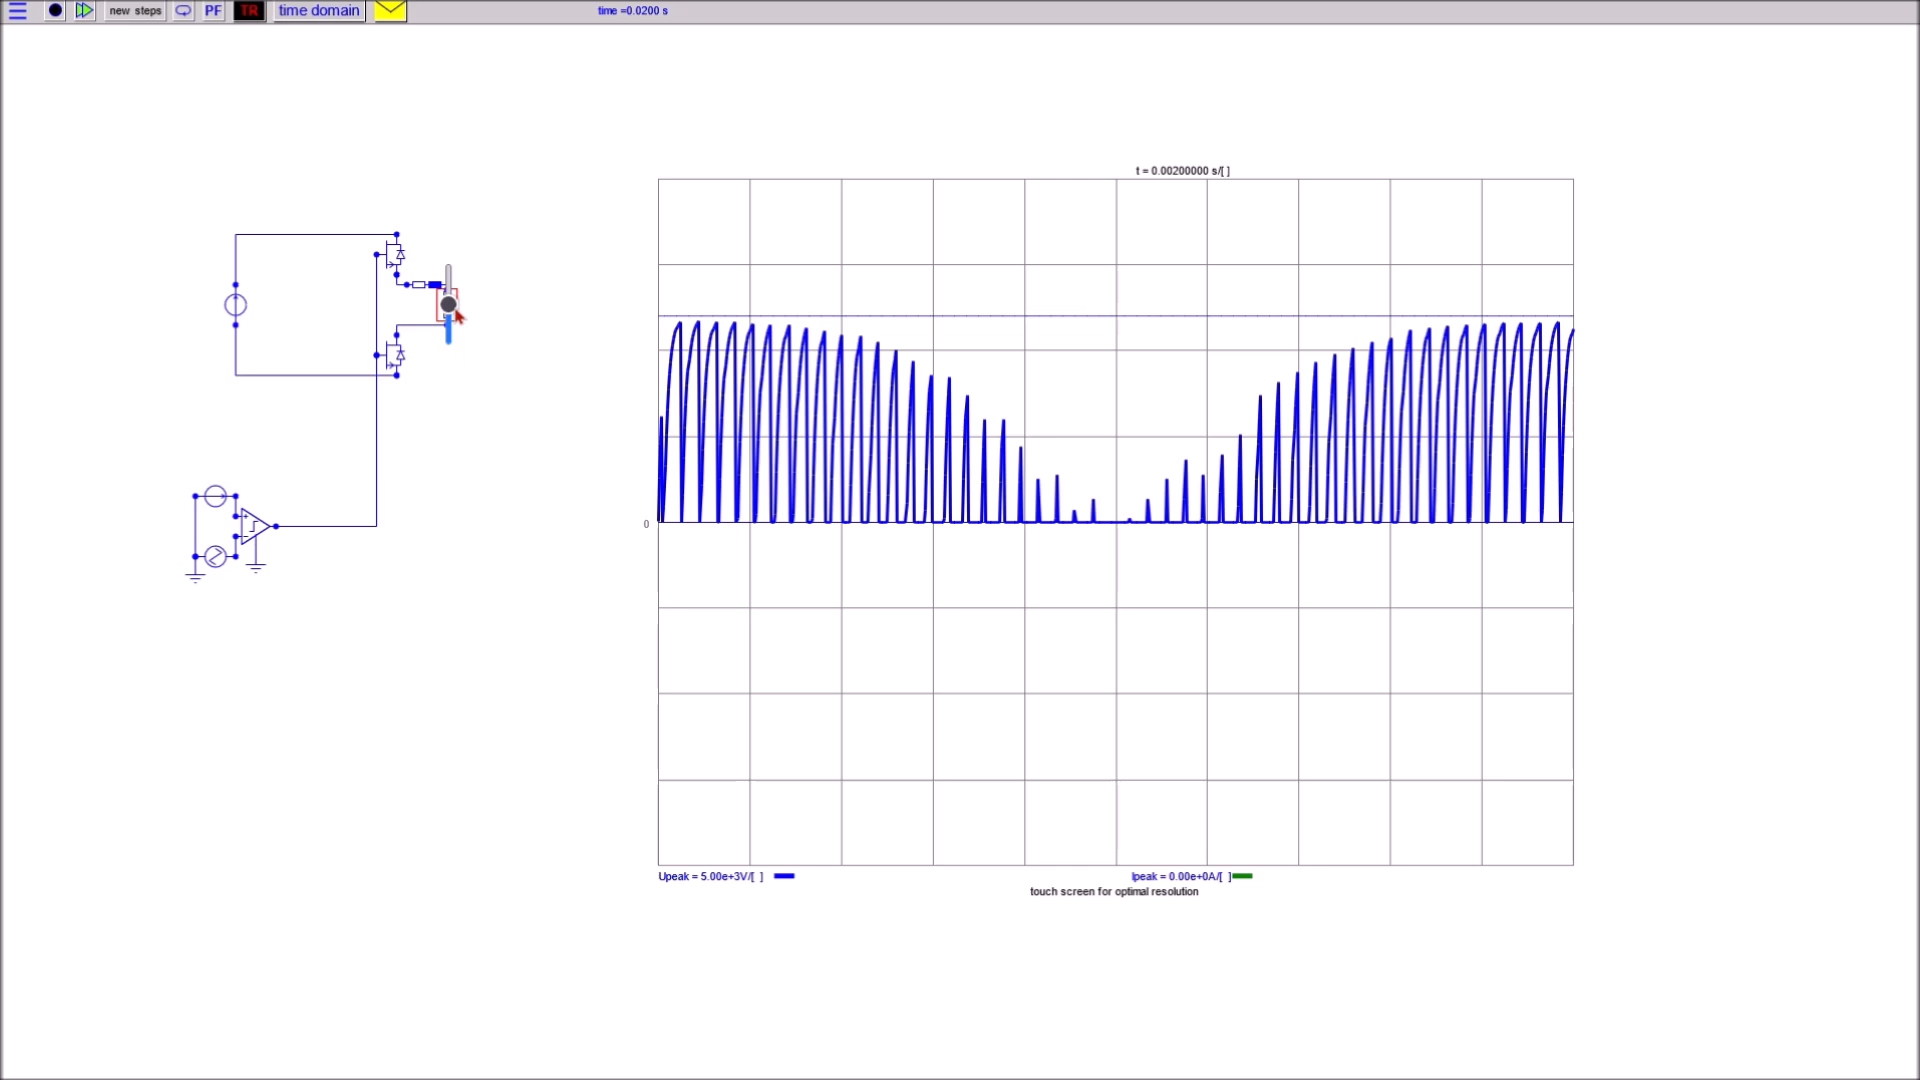 new steps PF TR time domain time =0.0200 s
t = 0.00200000 s/[ ]
0
Upeak = 5.00e+3V/[ ] Ipeak = 0.00e+0A/[ ]
touch screen for optimal resolution